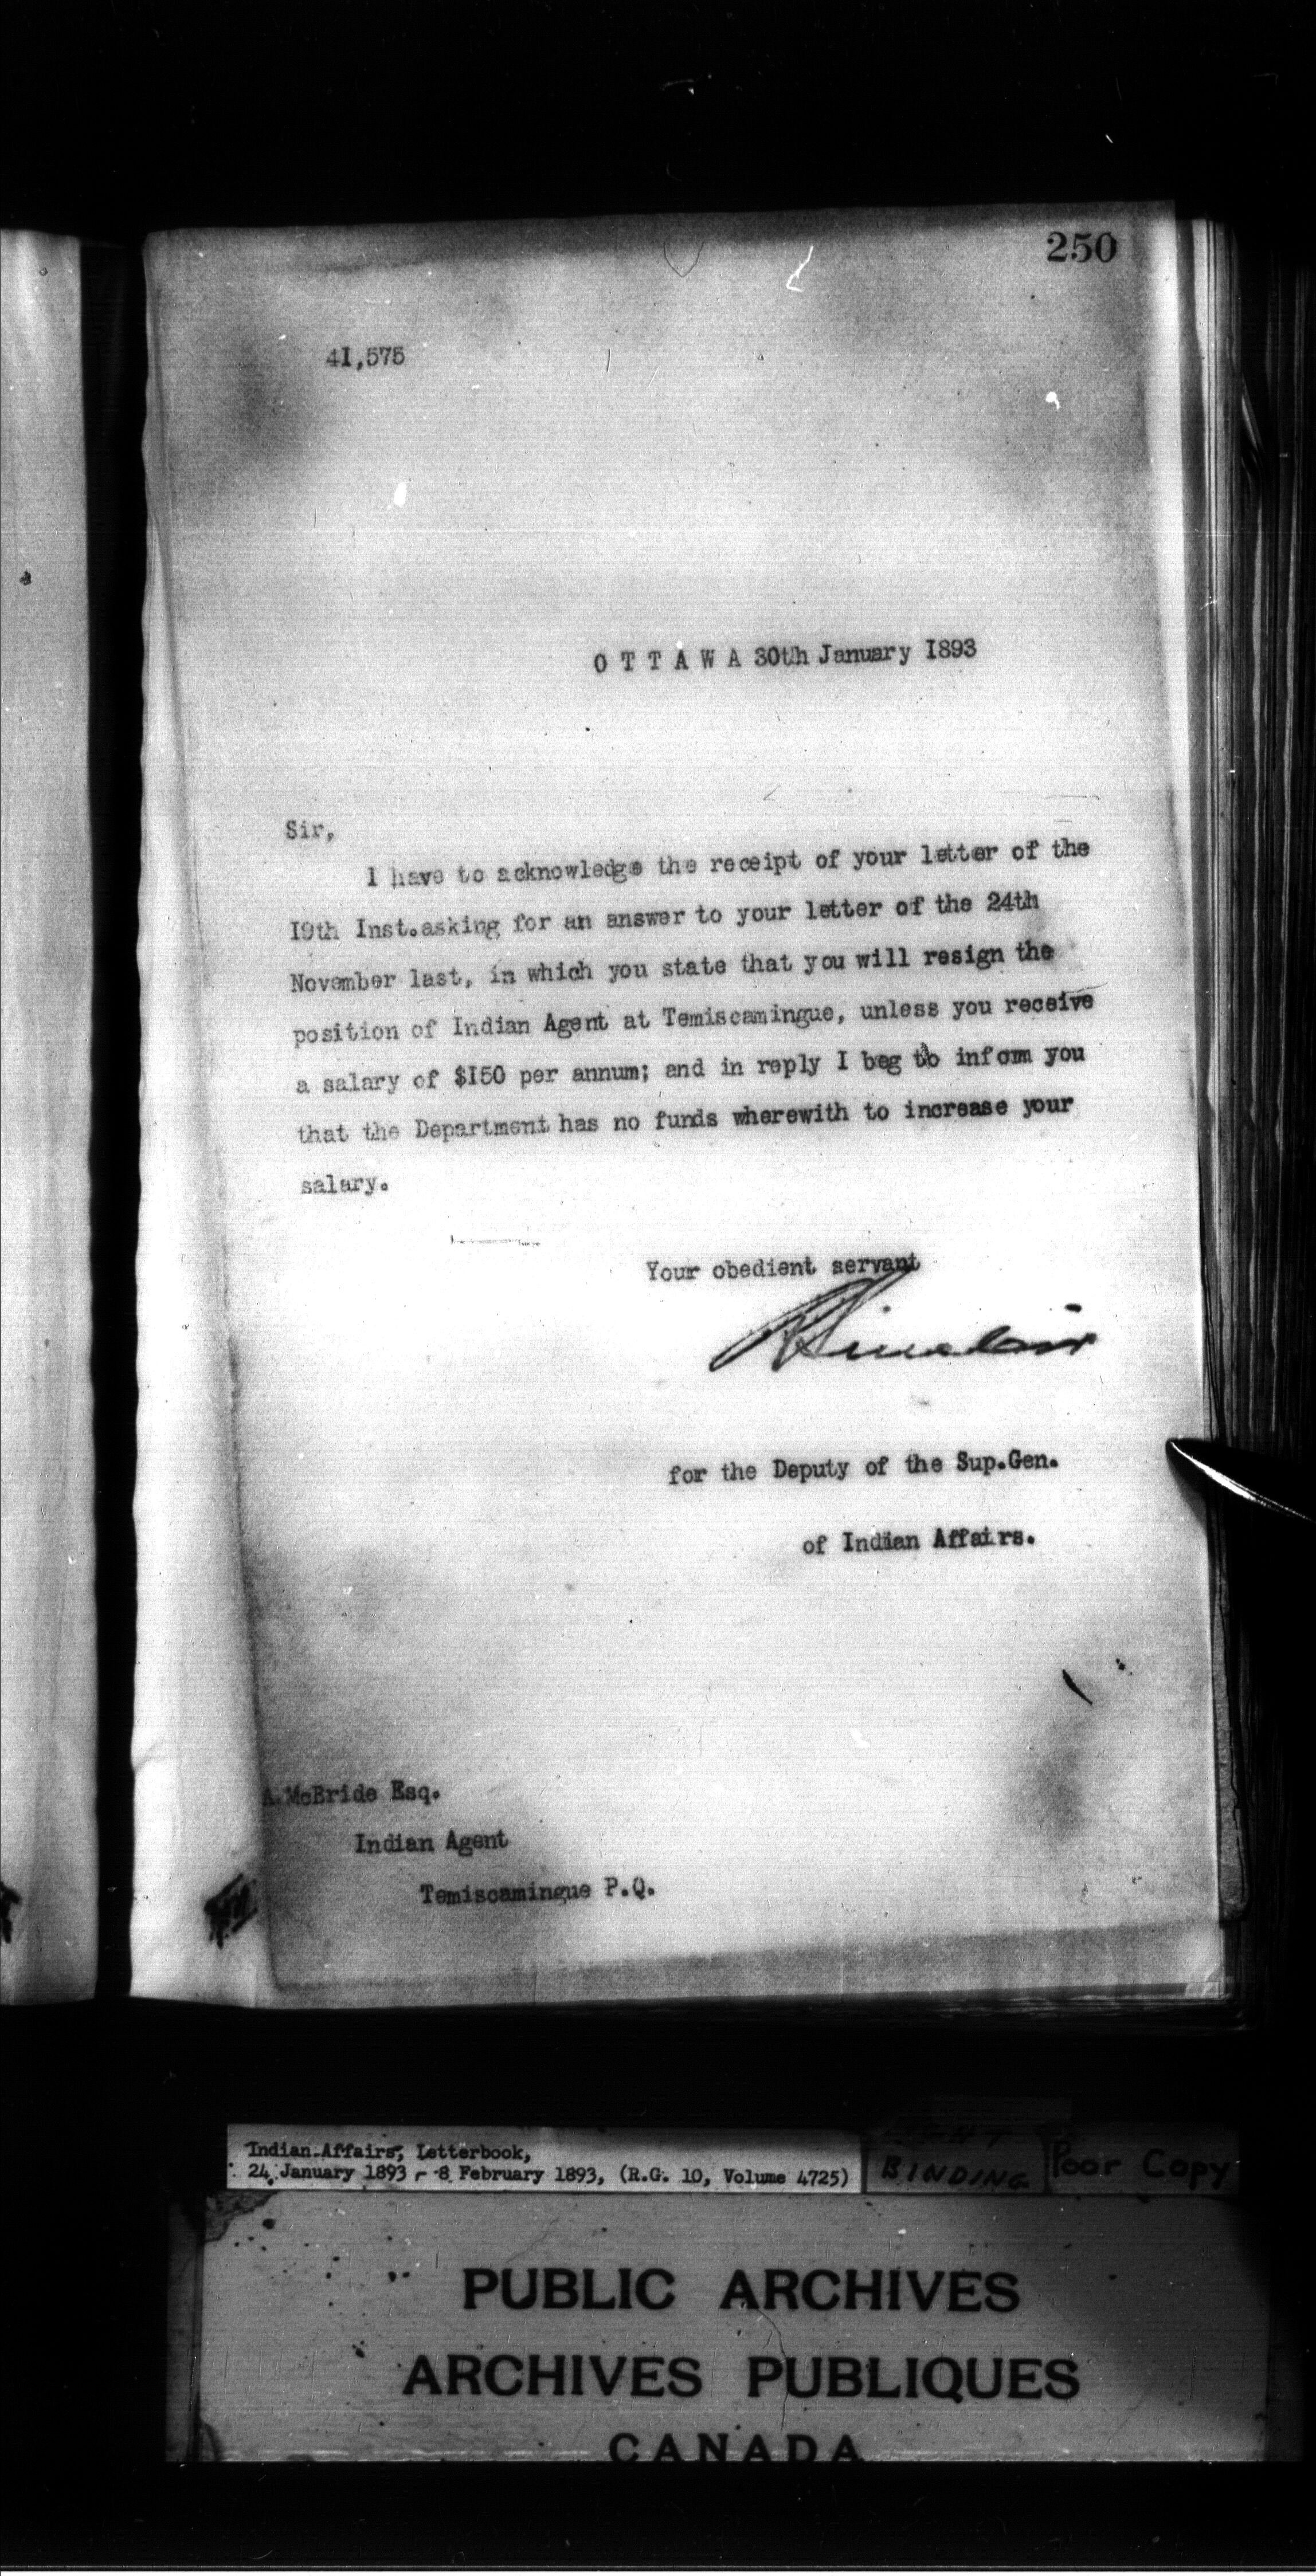 250
41,575
O T T A W A 30th January 1893
Sir,
I have to acknowledge the receipt of your letter of the
19th Inst.asking for an answer to your letter of the 24th
November last, in which you state that you will resign the
position of Indian Agent at Temiscamingue, unless you receive
a salary of $150 per annum; and in reply I beg to infom you
that the Department has no funds wherewith to increase your
salary.
Your obedient servant
Sinclair
for the Deputy of the Sup.Gen.
of Indian Affairs.
A.McBride Esq.
Indian Agent
Temiscamingue P.Q.
Indian Affairs, Letterbook,
24 January 1893 - 8 February 1893, (R.G. 10, Volume 4725)
BINDING
Poor Copy
PUBLIC ARCHIVES
ARCHIVES PUBLIQUES
CANADA